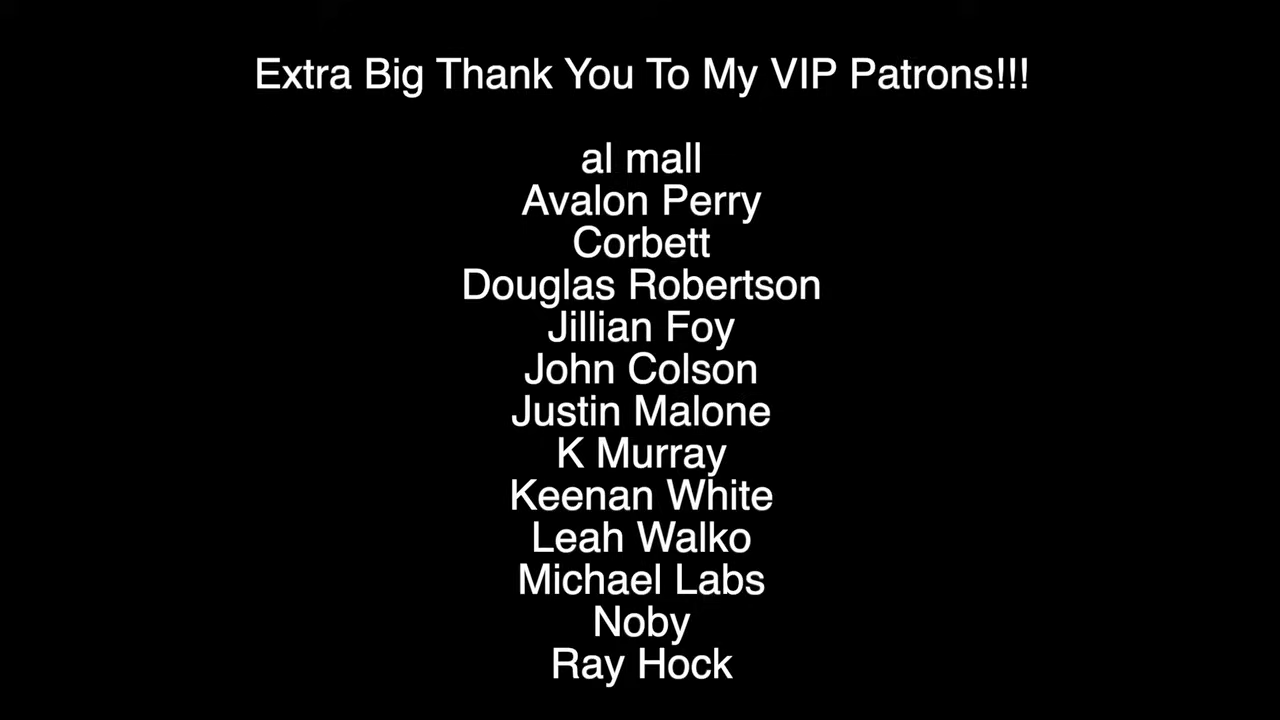 Extra Big Thank You To My VIP Patrons!!!
al mall
Avalon Perry
Corbett
Douglas Robertson
Jillian Foy
John Colson
Justin Malone
K Murray
Keenan White
Leah Walko
Michael Labs
Noby
Ray Hock